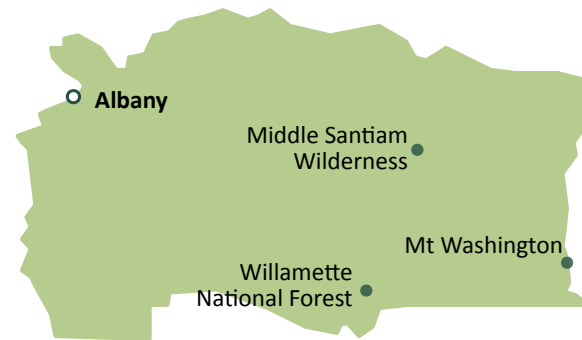 Albany
Middle Santiam
Wilderness
Mt Washington
Willamette
National Forest